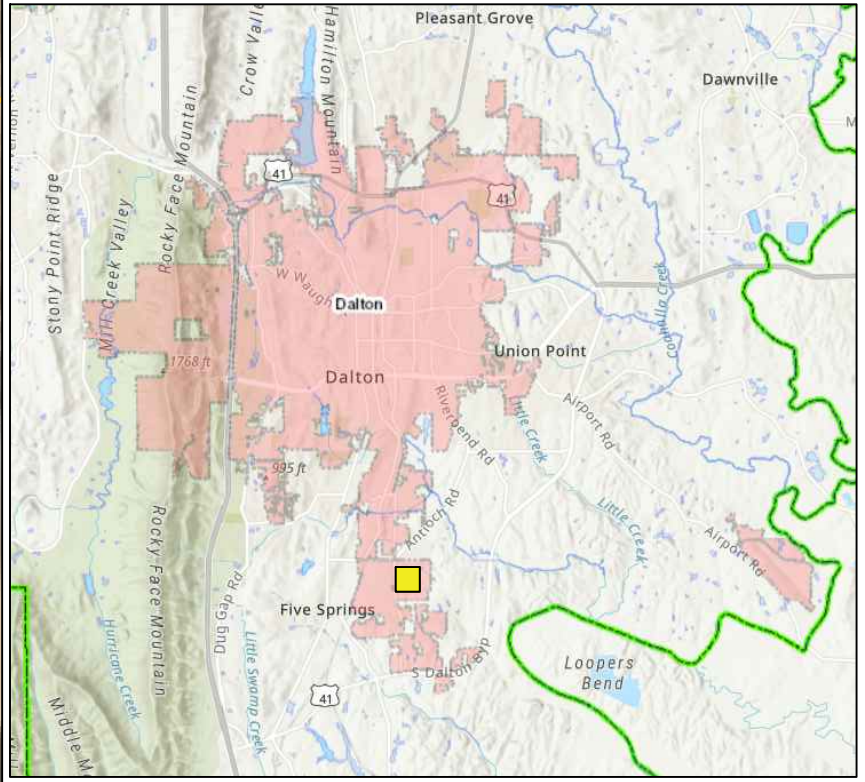 Pleasant Grove
Crow Valle
Hamilton Mountain
Dawnville
Rocky Face Mountain
Stony Point Ridge
Mill Creek Valley
41
41
W Waugh
Dalton
Coahulla Creek
Union Point
1768 ft
Dalton
Airport Rd
Riverbend Rd
Little Creek
995 ft
Little Creek
Antioch Rd
Airport Rd
Rocky Face Mountain
Dug Gap Rd
Five Springs
Hurricane Creek
Little Swamp Creek
S Dalton Byp
Loopers
Bend
41
Middle M